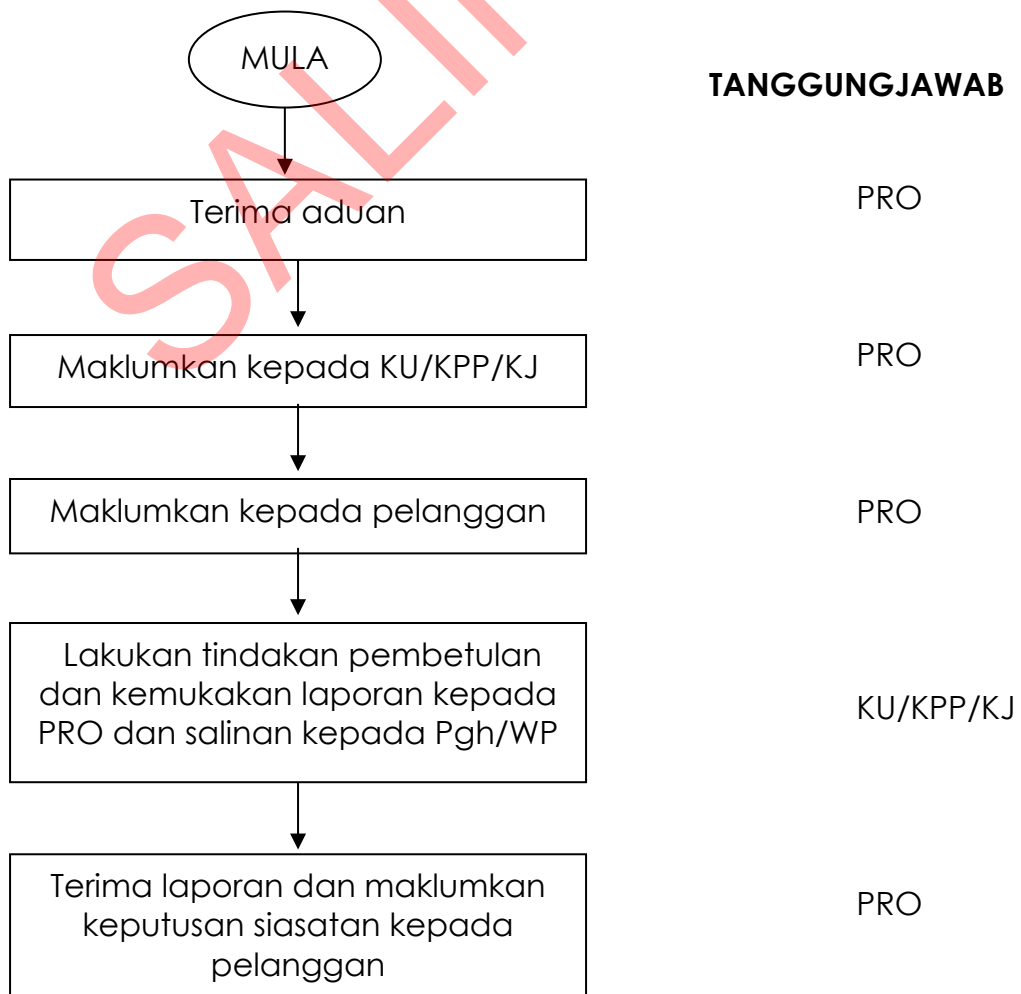 MULA
TANGGUNGJAWAB
Terima aduan
PRO
Maklumkan kepada KU/KPP/KJ
PRO
Maklumkan kepada pelanggan
PRO
Lakukan tindakan pembetulan
dan kemukakan laporan kepada
PRO dan salinan kepada Pgh/WP
KU/KPP/KJ
Terima laporan dan maklumkan
keputusan siasatan kepada
pelanggan
PRO